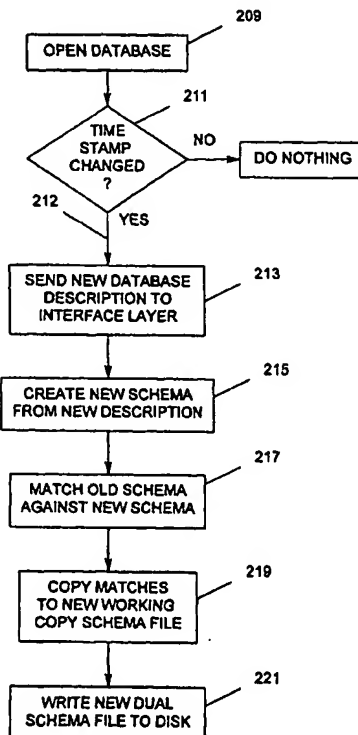 209
OPEN DATABASE
211
TIME
STAMP
CHANGED
?
NO
DO NOTHING
212
YES
213
SEND NEW DATABASE
DESCRIPTION TO
INTERFACE LAYER
215
CREATE NEW SCHEMA
FROM NEW DESCRIPTION
217
MATCH OLD SCHEMA
AGAINST NEW SCHEMA
219
COPY MATCHES
TO NEW WORKING
COPY SCHEMA FILE
221
WRITE NEW DUAL
SCHEMA FILE TO DISK